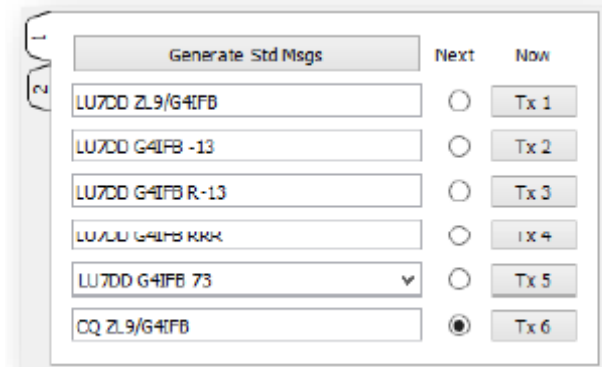 1
Generate Std Msgs Next Now
2
LU7DD ZL9/G4IFB Tx 1
LU7DD G4IFB -13 Tx 2
LU7DD G4IFB R-13 Tx 3
LU7DD G4IFB RRR Tx 4
LU7DD G4IFB 73 Tx 5
CQ ZL9/G4IFB Tx 6